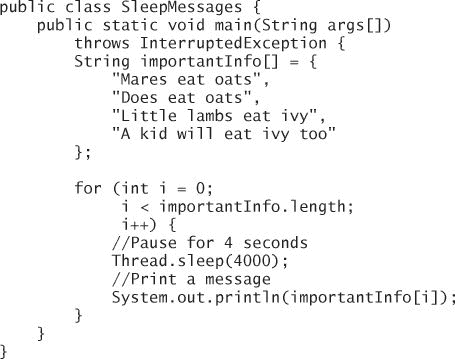 public class SleepMessages {
    public static void main(String args[])
        throws InterruptedException {
        String importantInfo[] = {
            "Mares eat oats",
            "Does eat oats",
            "Little lambs eat ivy",
            "A kid will eat ivy too"
        };

        for (int i = 0;
             i < importantInfo.length;
             i++) {
            //Pause for 4 seconds
            Thread.sleep(4000);
            //Print a message
            System.out.println(importantInfo[i]);
        }
    }
}